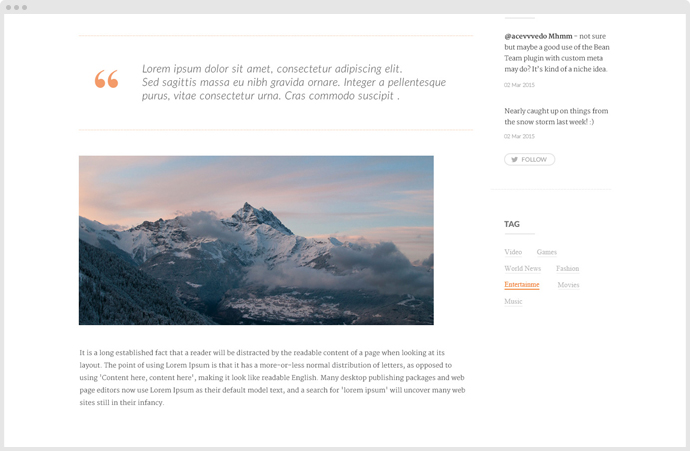 Lorem ipsum dolor sit amet, consectetur adipiscing elit.
Sed sagittis massa eu nibh gravida ornare. Integer a pellentesque
purus, vitae consectetur urna. Cras commodo suscipit .
It is a long established fact that a reader will be distracted by the readable content of a page when looking at its
layout. The point of using Lorem Ipsum is that it has a more-or-less normal distribution of letters, as opposed to
using 'Content here, content here', making it look like readable English. Many desktop publishing packages and web
page editors now use Lorem Ipsum as their default model text, and a search for 'lorem ipsum' will uncover many web
sites still in their infancy.
@acevvvedo Mhmm - not sure
but maybe a good use of the Bean
Team plugin with custom meta
may do? It's kind of a niche idea.
02 Mar 2015
Nearly caught up on things from
the snow storm last week! :)
02 Mar 2015
FOLLOW
TAG
Video Games
World News Fashion
Entertainme Movies
Music